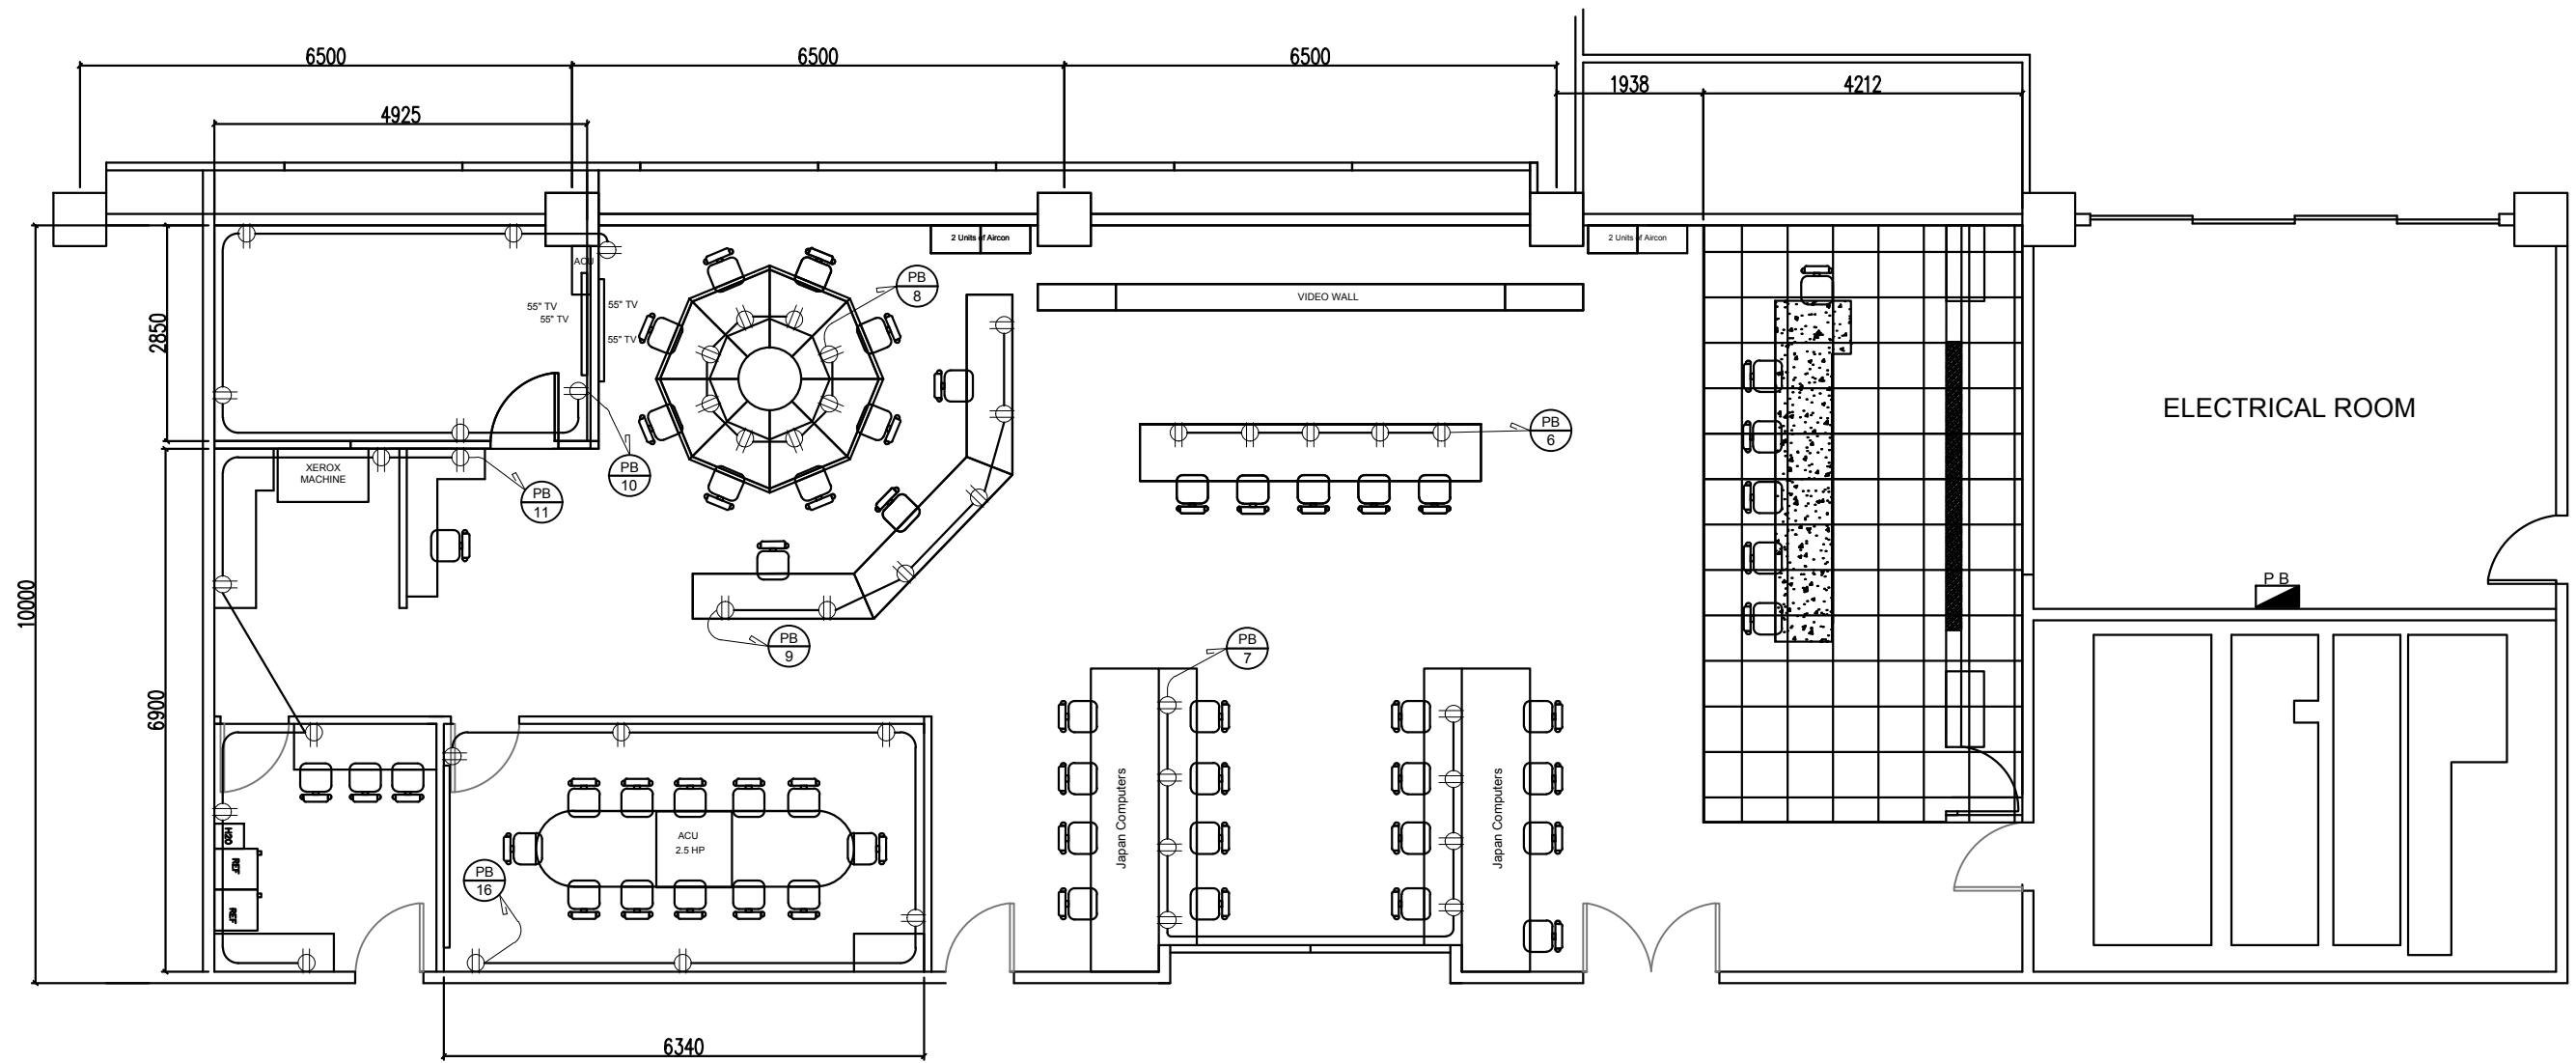 6500
6500
6500
1938
4212
4925
2 Units of Aircon
2 Units of Aircon
ACU
PB
8
VIDEO WALL
55" TV
55" TV
55" TV
55" TV
2850
ELECTRICAL ROOM
PB
6
XEROX
MACHINE
PB
10
PB
11
P B
10000
PB
9
PB
7
6900
Japan Computers
Japan Computers
H20
REF
REF
ACU
2.5 HP
PB
16
6340